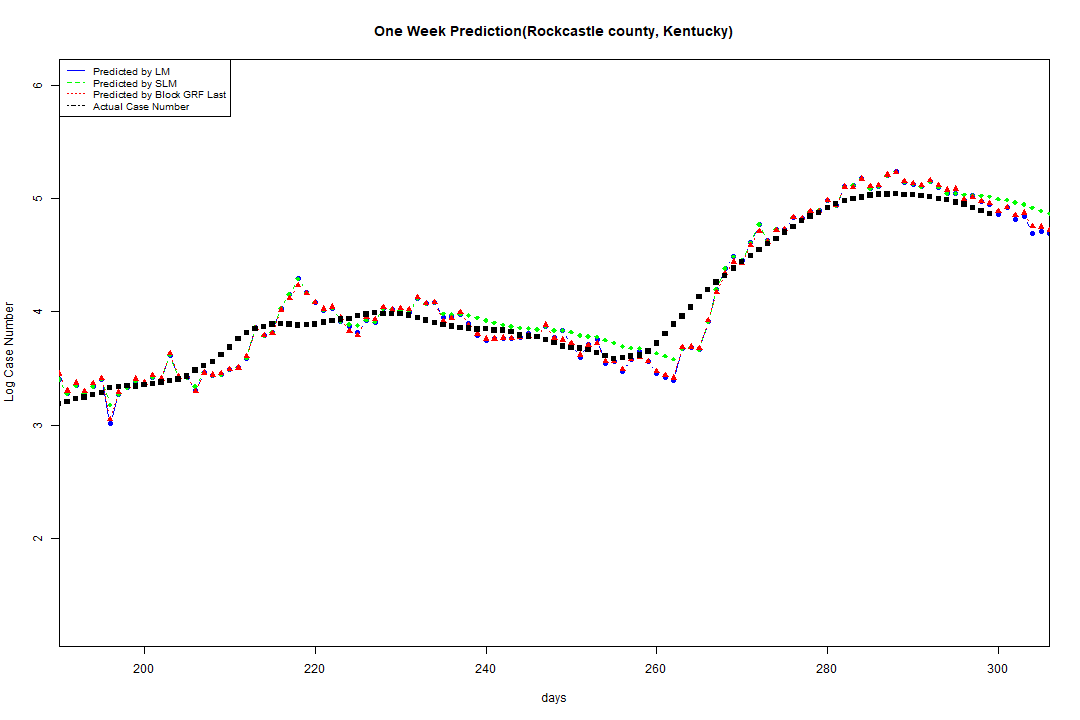 One Week Prediction(Rockcastle county, Kentucky)
Predicted by LM
Predicted by SLM
Predicted by Block GRF Last
Actual Case Number
6
5
4
3
2
Log Case Number
200 220 240 260 280 300
days